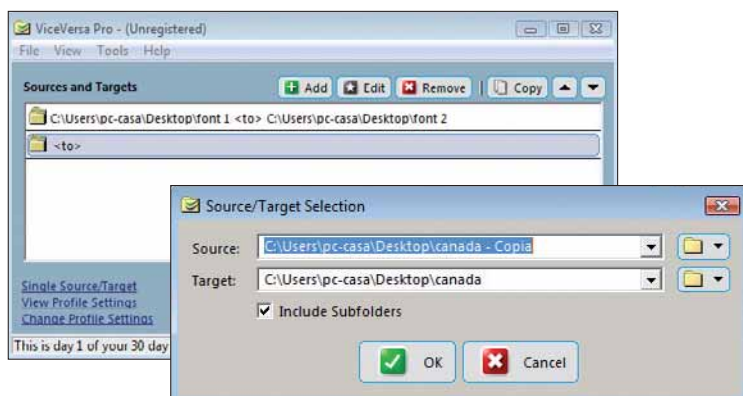 ViceVersa Pro - (Unregistered)
File View Tools Help
Sources and Targets
Add Edit Remove Copy
C:\Users\pc-casa\Desktop\font 1 <to> C:\Users\pc-casa\Desktop\font 2
<to>
Single Source/Target
View Profile Settings
Change Profile Settings
This is day 1 of your 30 day
Source/Target Selection
Source: C:\Users\pc-casa\Desktop\canada - Copia
Target: C:\Users\pc-casa\Desktop\canada
Include Subfolders
OK Cancel